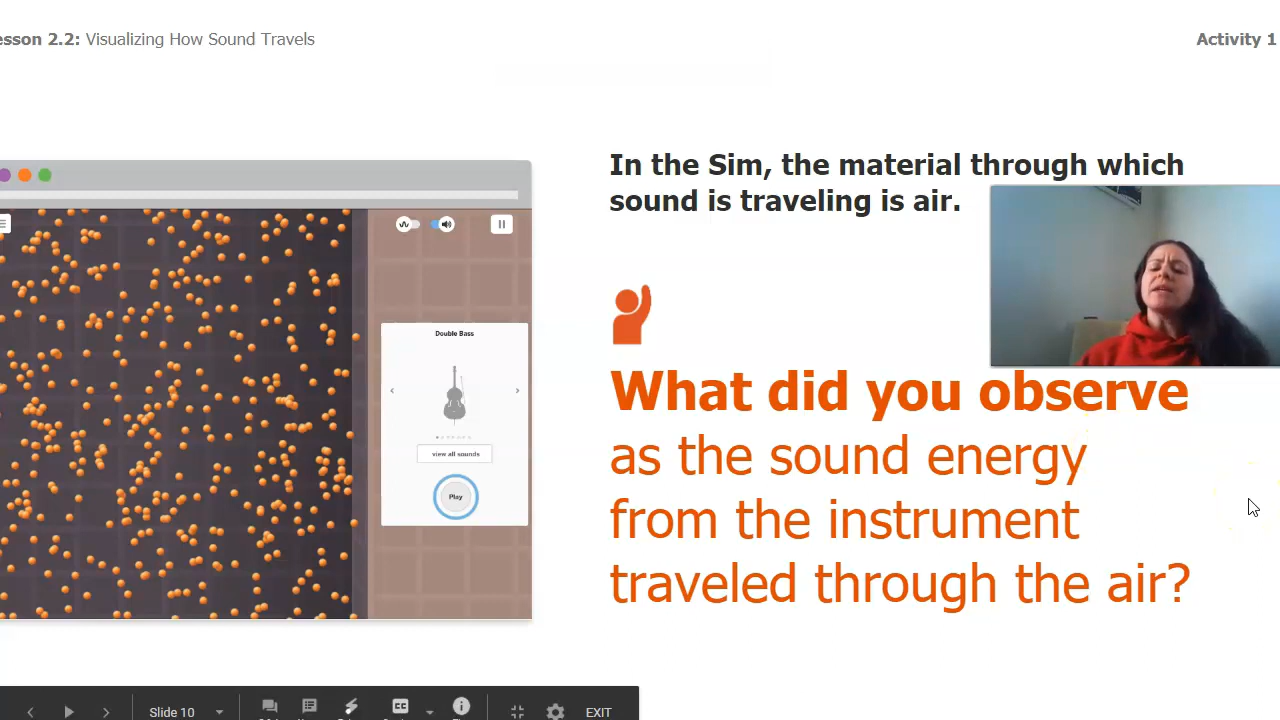 esson 2.2: Visualizing How Sound Travels
Activity 1
In the Sim, the material through which
sound is traveling is air.
Double Bass
view all sounds
Play
What did you observe
as the sound energy
from the instrument
traveled through the air?
Slide 10
CC
EXIT